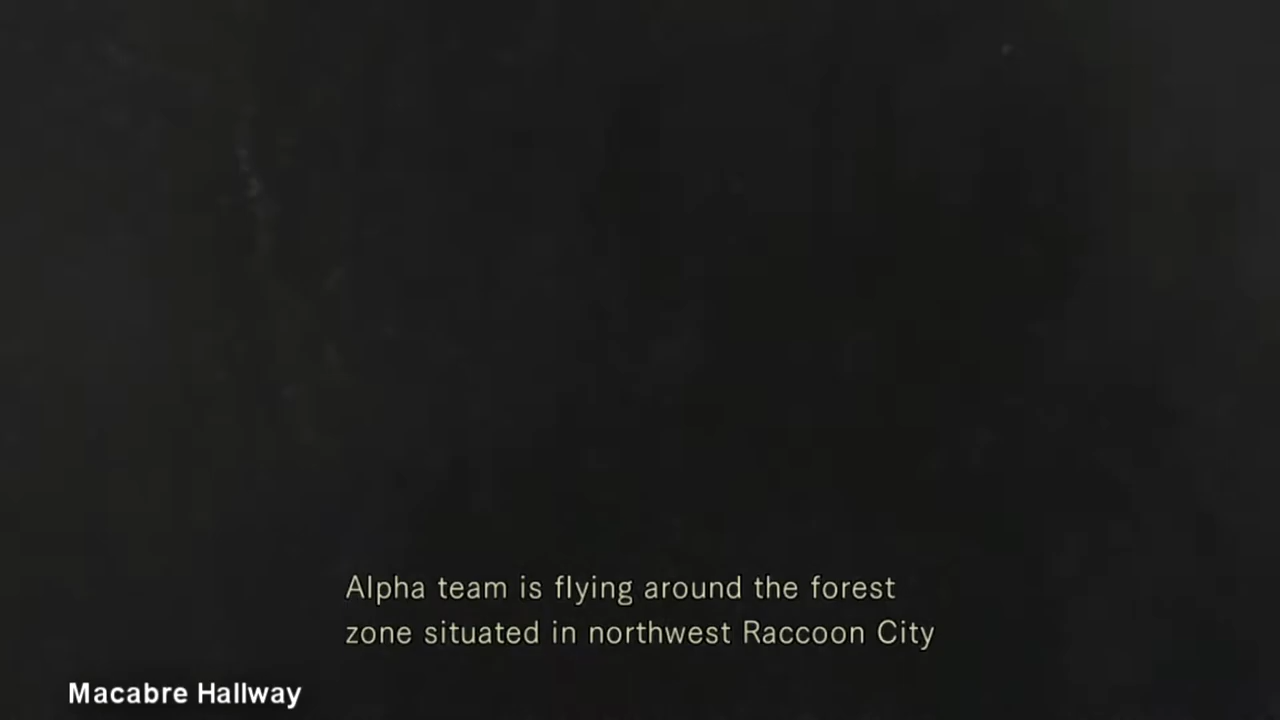 Alpha team is flying around the forest
zone situated in northwest Raccoon City
Macabre Hallway